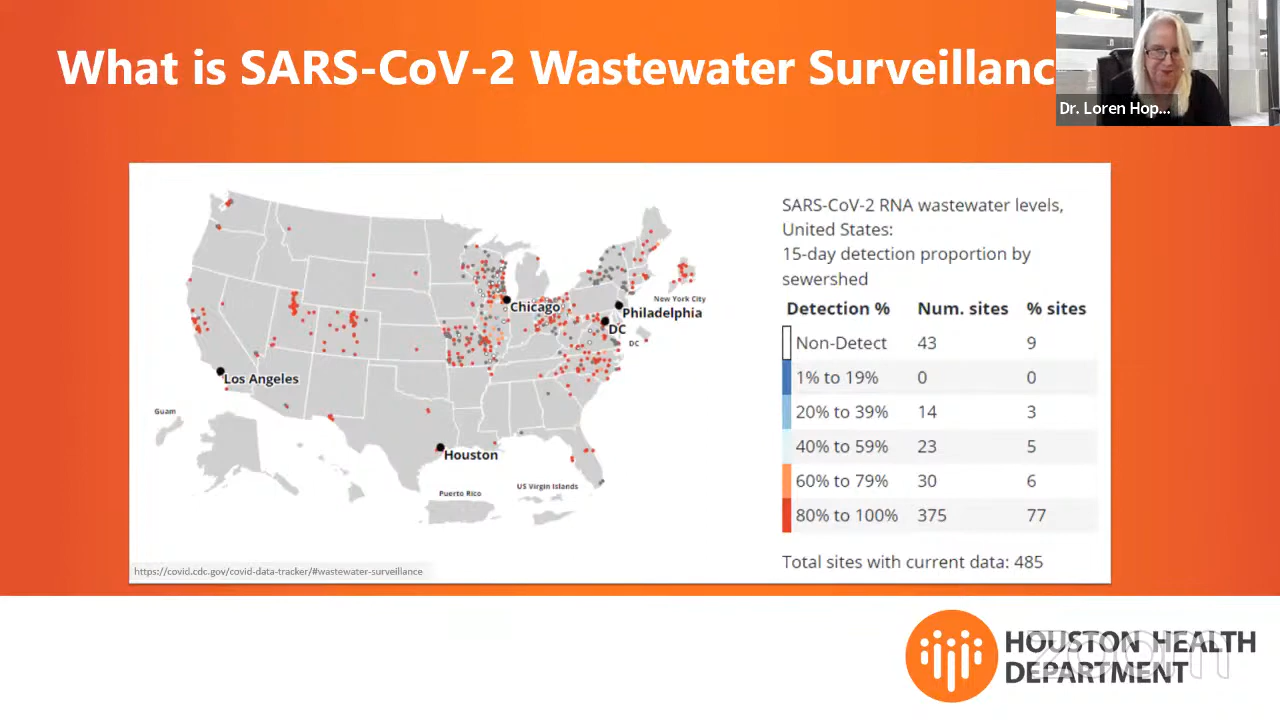 What is SARS-CoV-2 Wastewater Surveillanc
Dr. Loren Hop...
SARS-CoV-2 RNA wastewater levels,
United States:
15-day detection proportion by
sewershed
Detection % Num. sites % sites
Non-Detect 43 9
1% to 19% 0 0
20% to 39% 14 3
40% to 59% 23 5
60% to 79% 30 6
80% to 100% 375 77
Total sites with current data: 485
New York City
Chicago
Philadelphia
DC
DC
Los Angeles
Guam
Houston
US Virgin Islands
Puerto Rico
https://covid.cdc.gov/covid-data-tracker/#wastewater-surveillance
HOUSTON HEALTH
DEPARTMENT
zoom